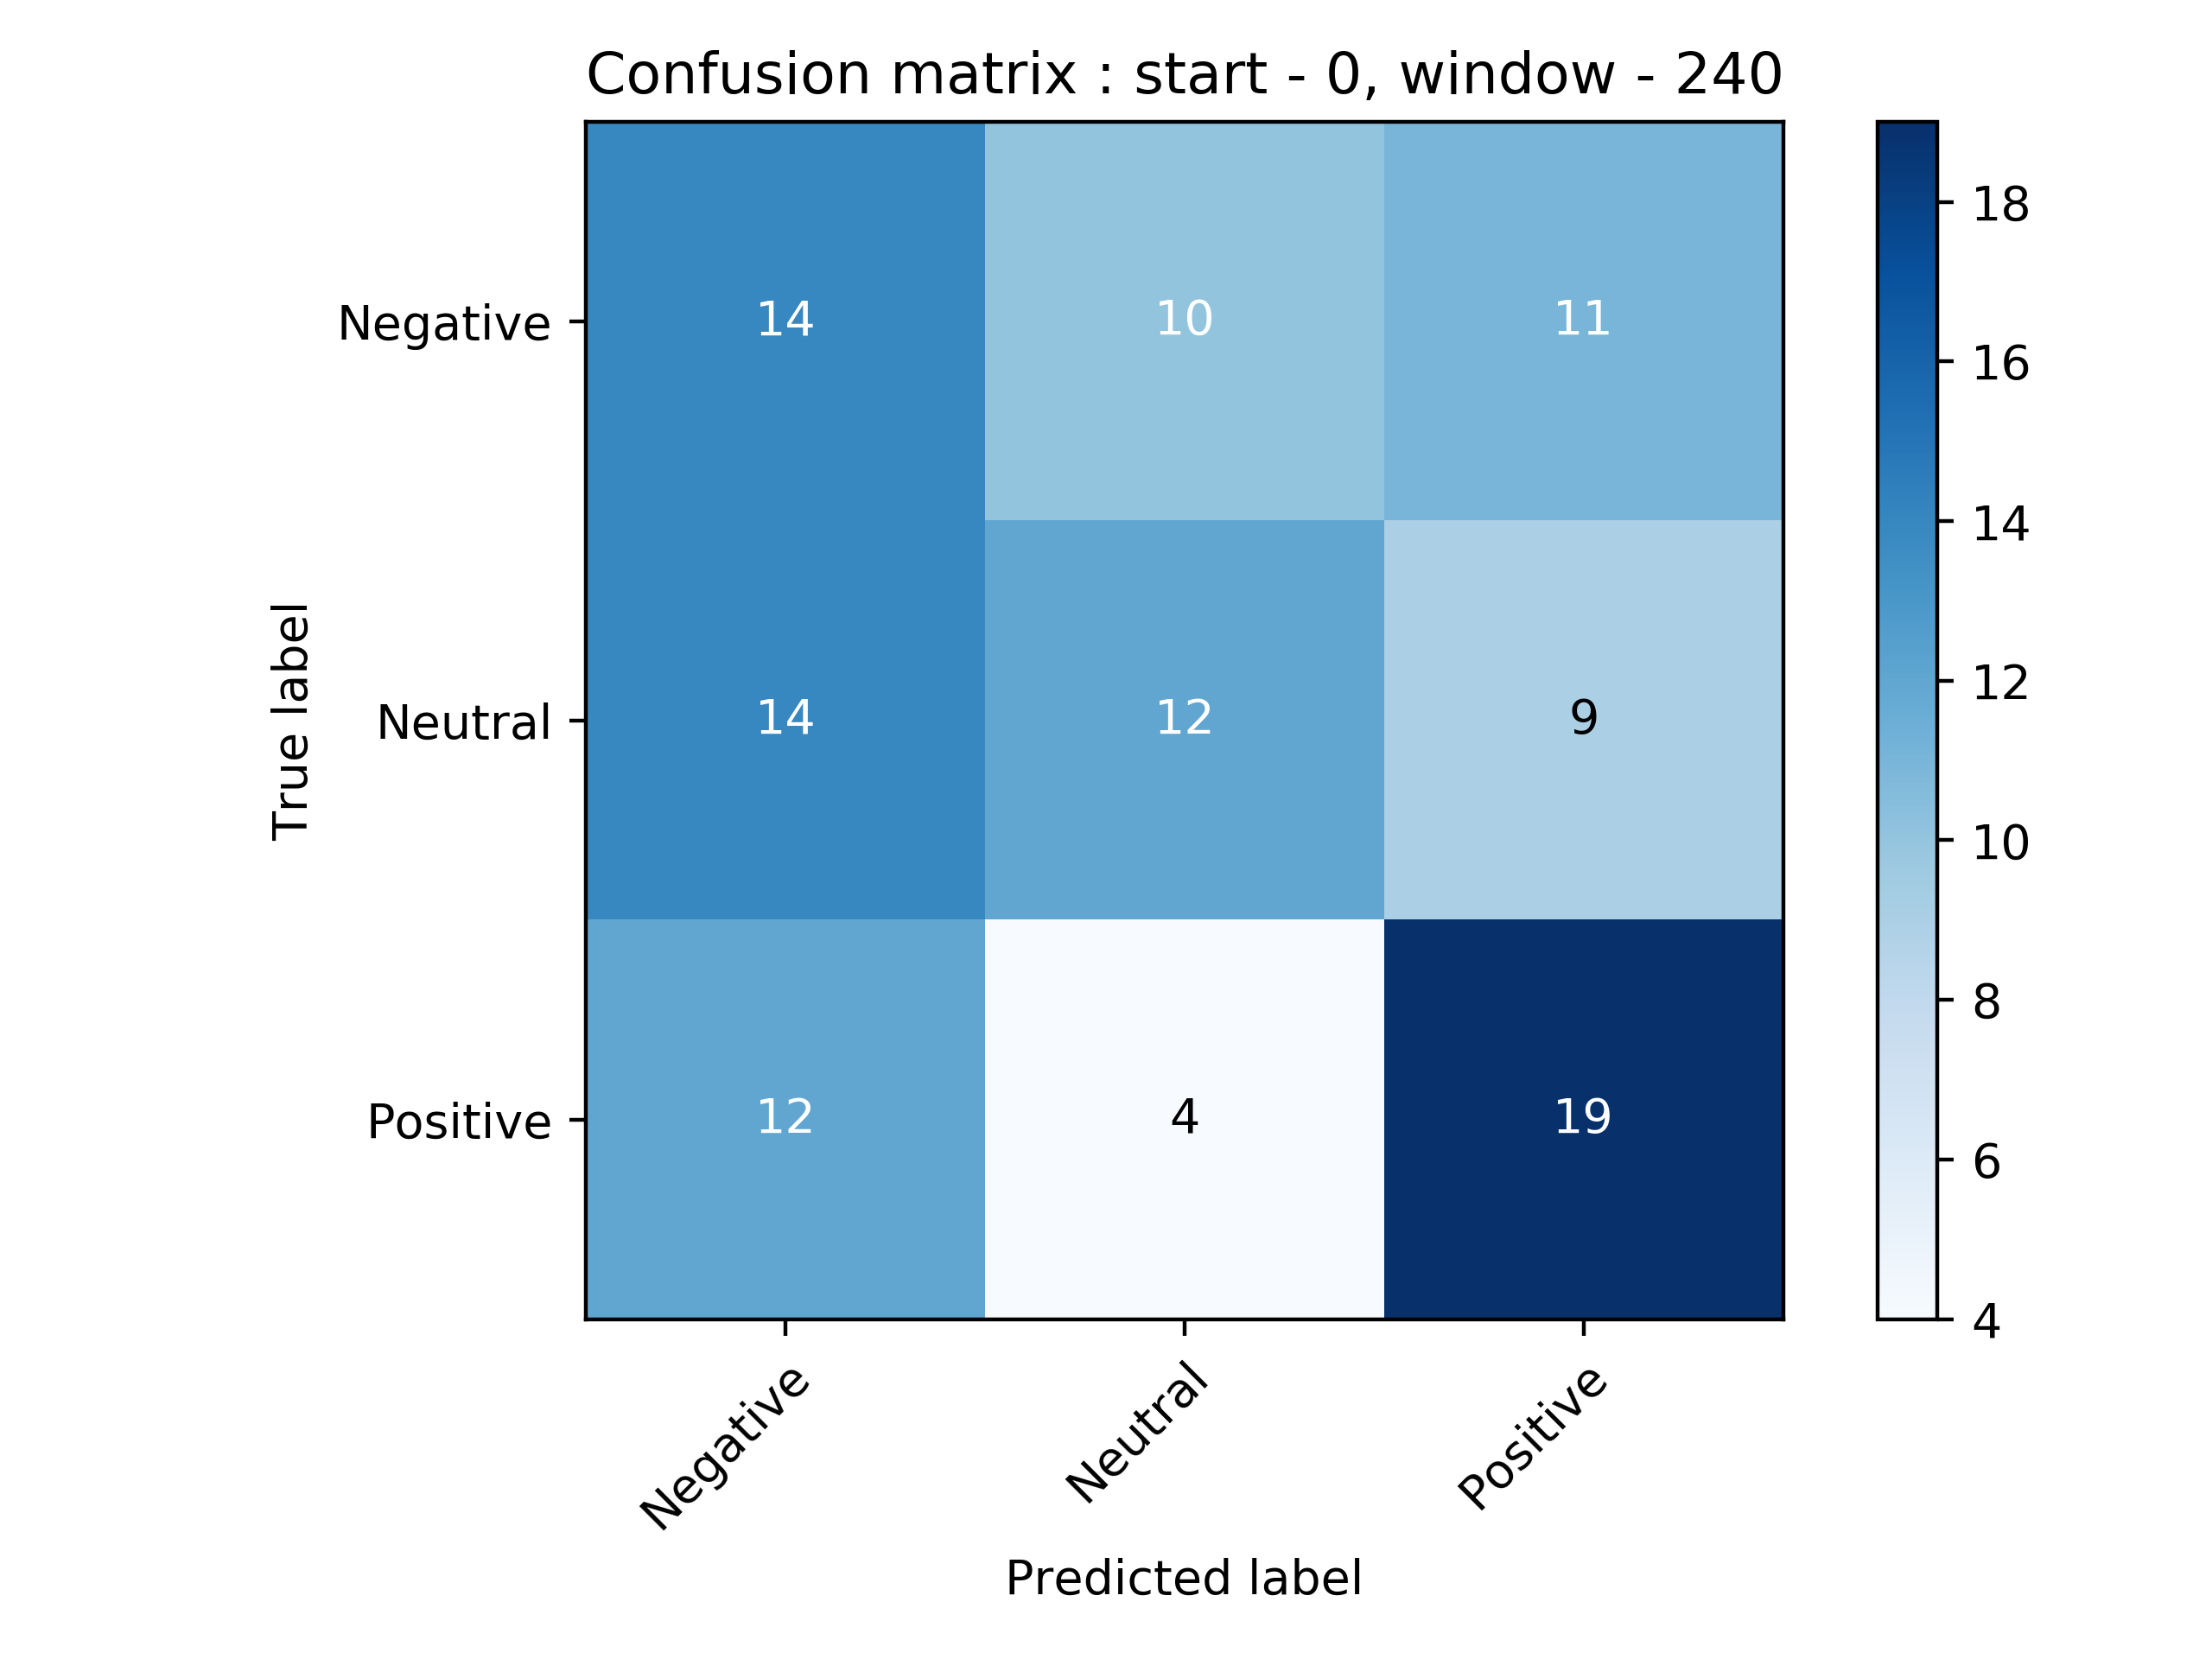 Confusion matrix : start - 0, window - 240
True label
Negative
14 10 11
Neutral
14 12 9
Positive
12 4 19
Negative Neutral Positive
Predicted label
18
16
14
12
10
8
6
4